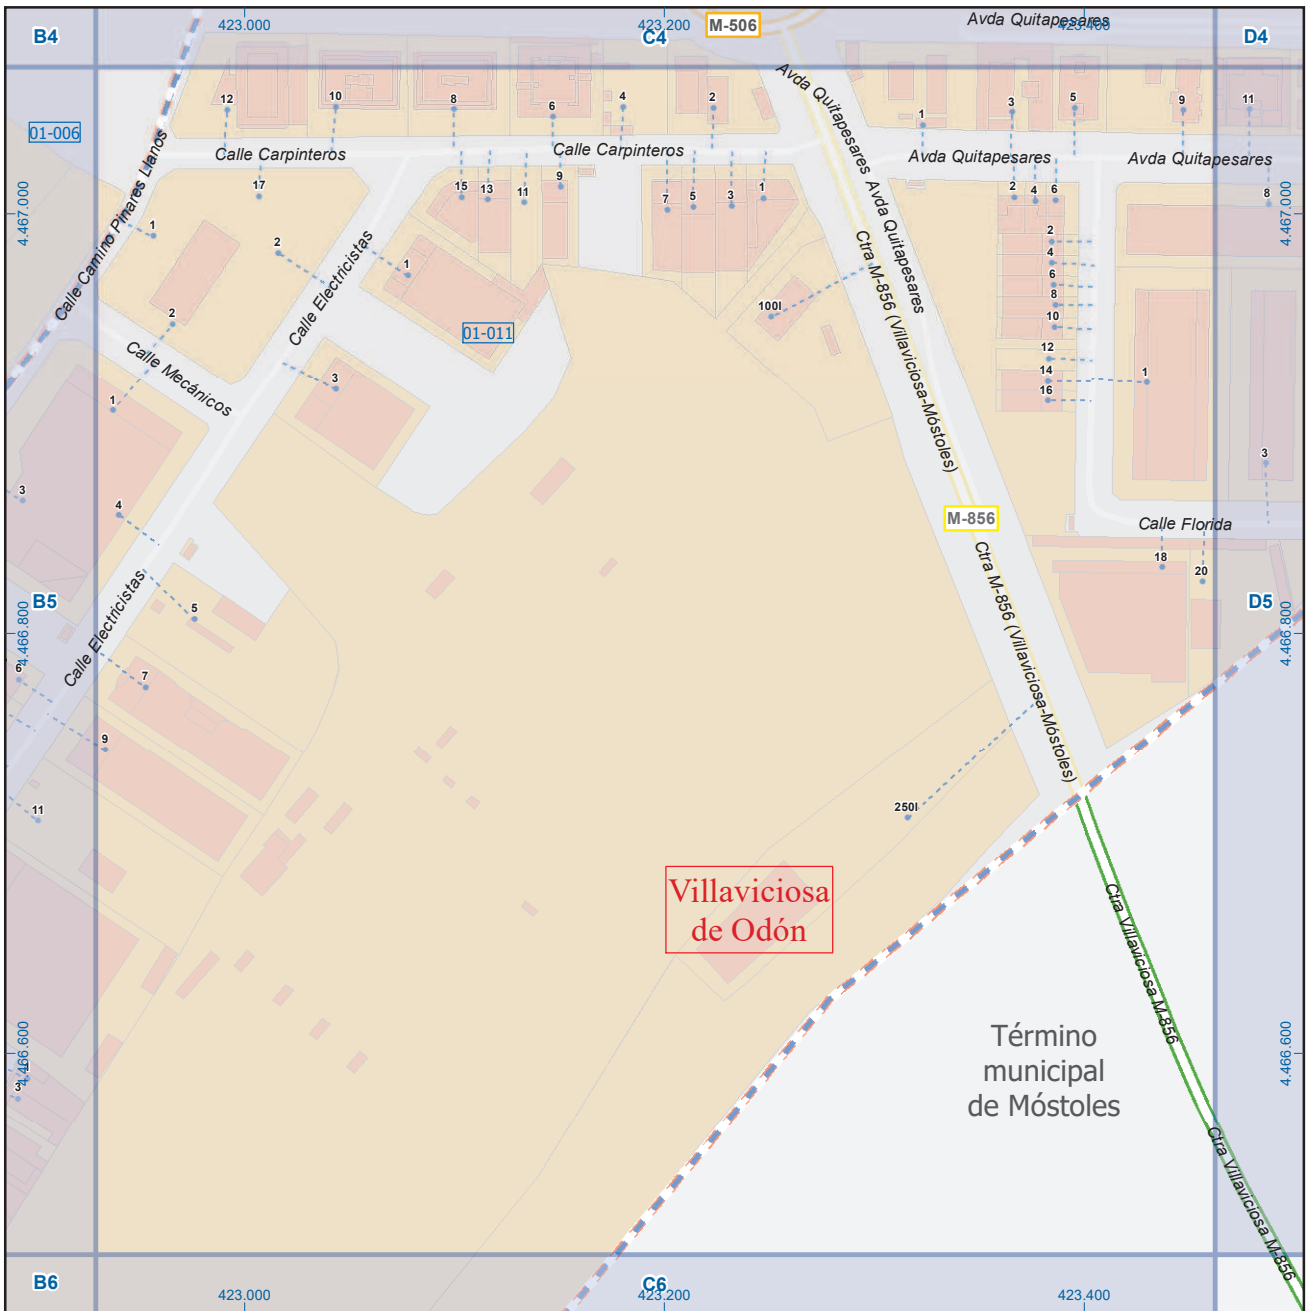 423.000
423.200
423.400
B4
C4
D4
M-506
Avda Quitapesares
12
10
8
6
4
2
1
3
5
9
11
01-006
Avda Quitapesares
Calle Carpinteros
Calle Carpinteros
Avda Quitapesares
Avda Quitapesares
Calle Camino Pinares Llanos
17
15
13
11
9
7
5
3
1
2
4
6
8
4.467.000
4.467.000
1
2
Calle Electricistas
1
Avda Quitapesares
Ctra M-856 (Villaviciosa-Móstoles)
2
4
6
8
10
12
14
16
1
100I
01-011
2
Calle Mecánicos
3
1
3
3
4
M-856
Calle Florida
18
20
B5
D5
Calle Electricistas
5
4.466.800
4.466.800
Ctra M-856 (Villaviciosa-Móstoles)
6
7
9
11
250I
Villaviciosa
de Odón
Ctra Villaviciosa M-856
Término
municipal
de Móstoles
4.466.600
4.466.600
1
3
Ctra Villaviciosa M-856
B6
C6
423.000
423.200
423.400